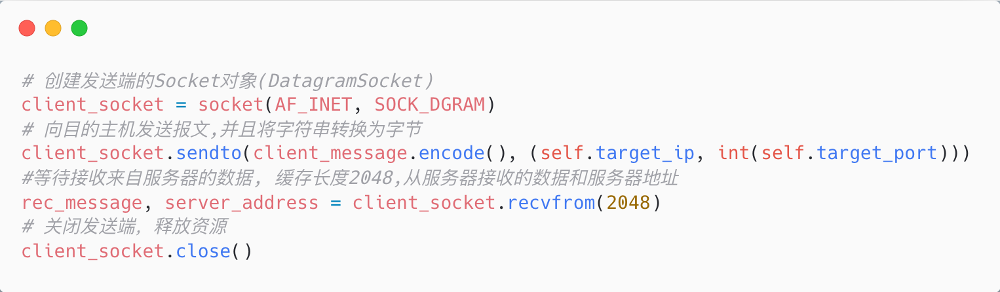 # 创建发送端的Socket对象(DatagramSocket)
client_socket = socket(AF_INET, SOCK_DGRAM)
# 向目的主机发送报文,并且将字符串转换为字节
client_socket.sendto(client_message.encode(), (self.target_ip, int(self.target_port)))
#等待接收来自服务器的数据, 缓存长度2048,从服务器接收的数据和服务器地址
rec_message, server_address = client_socket.recvfrom(2048)
# 关闭发送端, 释放资源
client_socket.close()